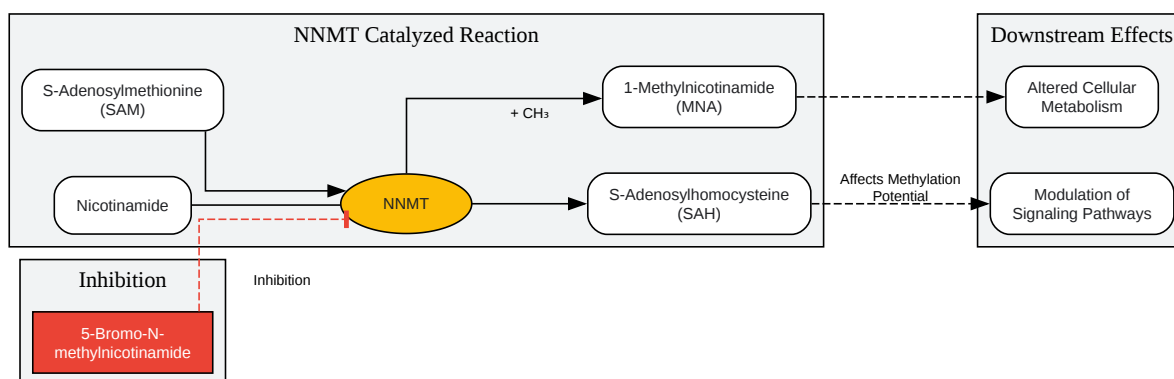 NNMT Catalyzed Reaction
Downstream Effects
S-Adenosylmethionine
(SAM)
1-Methylnicotinamide
(MNA)
Altered Cellular
Metabolism
+ CH₃
Nicotinamide
NNMT
S-Adenosylhomocysteine
(SAH)
Affects Methylation
Potential
Modulation of
Signaling Pathways
Inhibition
Inhibition
5-Bromo-N-
methylnicotinamide